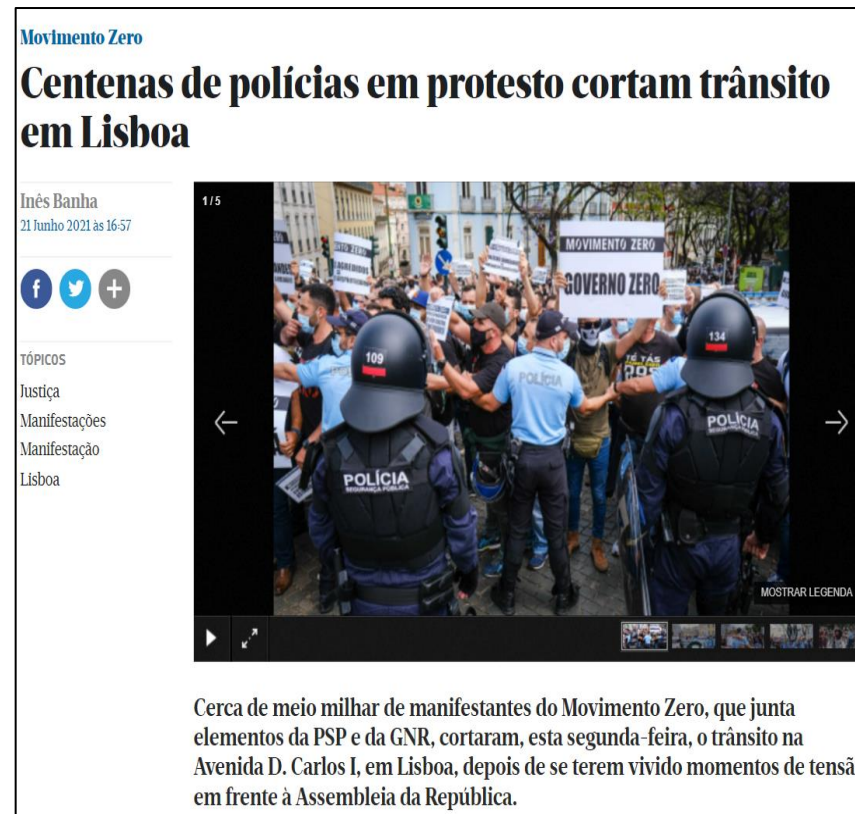 Movimento Zero
Centenas de polícias em protesto cortam trânsito
em Lisboa
Inês Banha
21 Junho 2021 às 16:57
TÓPICOS
Justiça
Manifestações
Manifestação
Lisboa
1 / 5
MOVIMENTO ZERO
GOVERNO ZERO
109
134
POLÍCIA
POLÍCIA
SEGURANÇA PÚBLICA
POLÍCIA
SEGURANÇA PÚBLICA
MOSTRAR LEGENDA
Cerca de meio milhar de manifestantes do Movimento Zero, que junta
elementos da PSP e da GNR, cortaram, esta segunda-feira, o trânsito na
Avenida D. Carlos I, em Lisboa, depois de se terem vivido momentos de tensã
em frente à Assembleia da República.